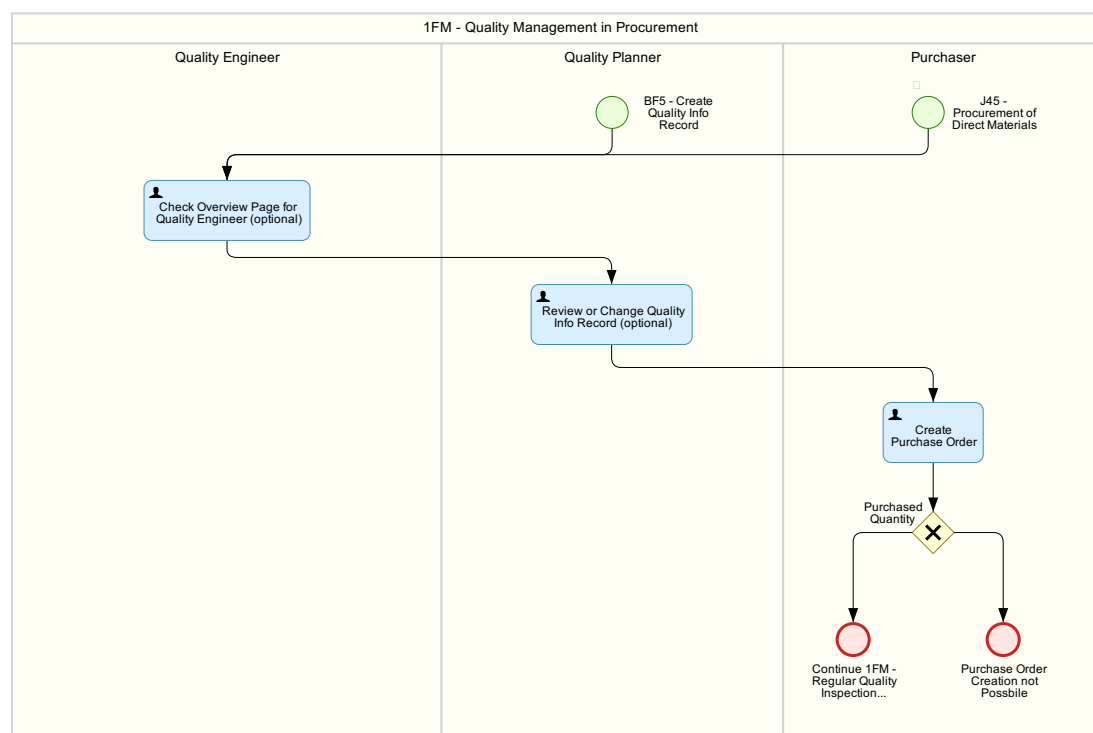 1FM - Quality Management in Procurement
Quality Engineer
Quality Planner
Purchaser
BF5 - Create
Quality Info
Record
J45 -
Procurement of
Direct Materials
Check Overview Page for
Quality Engineer (optional)
Review or Change Quality
Info Record (optional)
Create
Purchase Order
Purchased
Quantity
Continue 1FM -
Regular Quality
Inspection...
Purchase Order
Creation not
Possbile